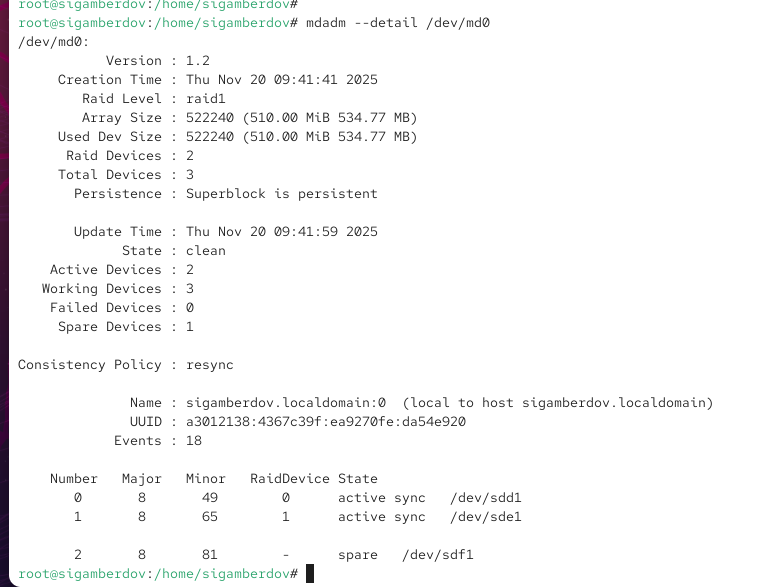 root@sigamberdov:/home/sigamberdov#
root@sigamberdov:/home/sigamberdov# mdadm --detail /dev/md0
/dev/md0:
           Version : 1.2
     Creation Time : Thu Nov 20 09:41:41 2025
        Raid Level : raid1
        Array Size : 522240 (510.00 MiB 534.77 MB)
     Used Dev Size : 522240 (510.00 MiB 534.77 MB)
      Raid Devices : 2
     Total Devices : 3
       Persistence : Superblock is persistent

       Update Time : Thu Nov 20 09:41:59 2025
             State : clean
    Active Devices : 2
   Working Devices : 3
    Failed Devices : 0
     Spare Devices : 1

Consistency Policy : resync

              Name : sigamberdov.localdomain:0  (local to host sigamberdov.localdomain)
              UUID : a3012138:4367c39f:ea9270fe:da54e920
            Events : 18

    Number   Major   Minor   RaidDevice State
       0       8       49        0      active sync   /dev/sdd1
       1       8       65        1      active sync   /dev/sde1

       2       8       81        -      spare   /dev/sdf1
root@sigamberdov:/home/sigamberdov#